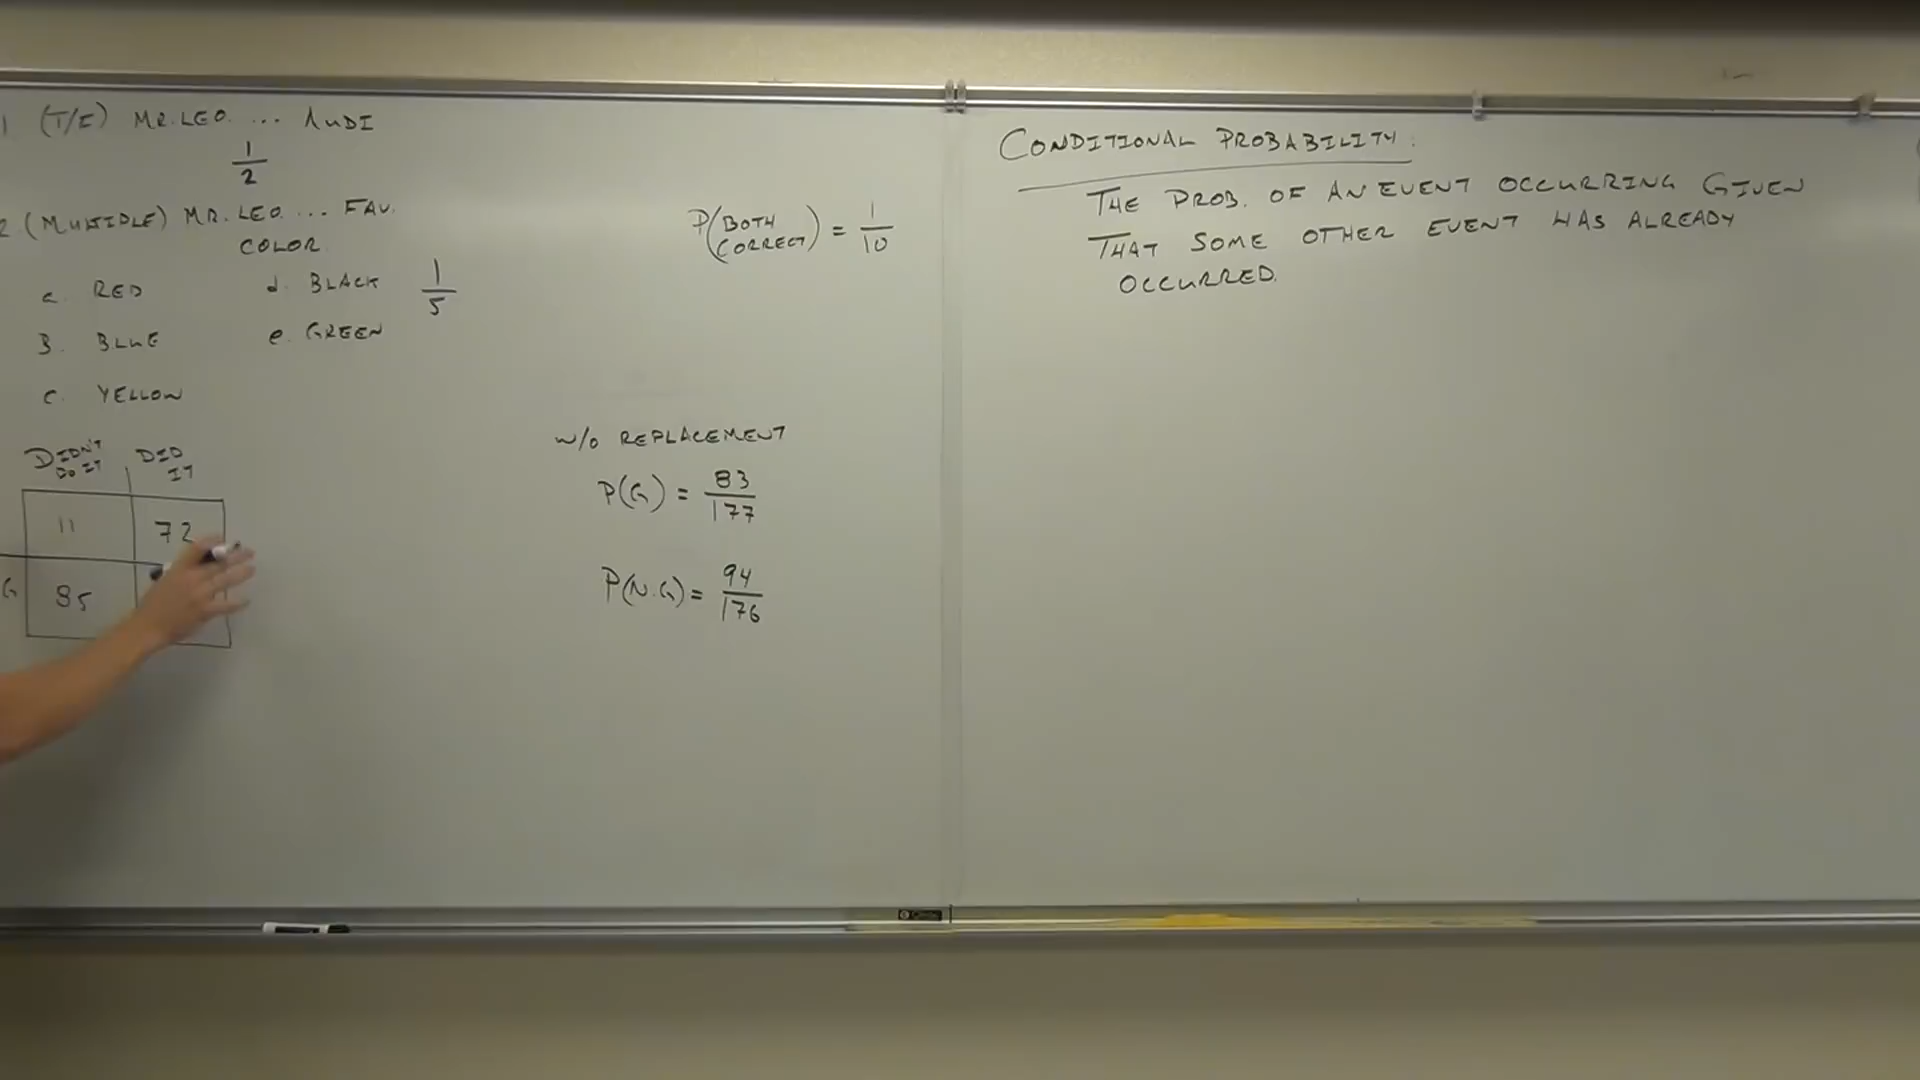 1 (T/F) MR. LEO. ... AUDI
1/2
2 (MULTIPLE) MR. LEO. ... FAV.
COLOR
a. RED
d. BLACK
1/5
B. BLUE
e. GREEN
c. YELLOW
P(BOTH CORRECT) = 1/10
DIDN'T DO IT
DID IT
11 72
G 85
W/O REPLACEMENT
P(G) = 83/177
P(N.G) = 94/176
CONDITIONAL PROBABILITY:
THE PROB. OF AN EVENT OCCURRING GIVEN
THAT SOME OTHER EVENT HAS ALREADY
OCCURRED.